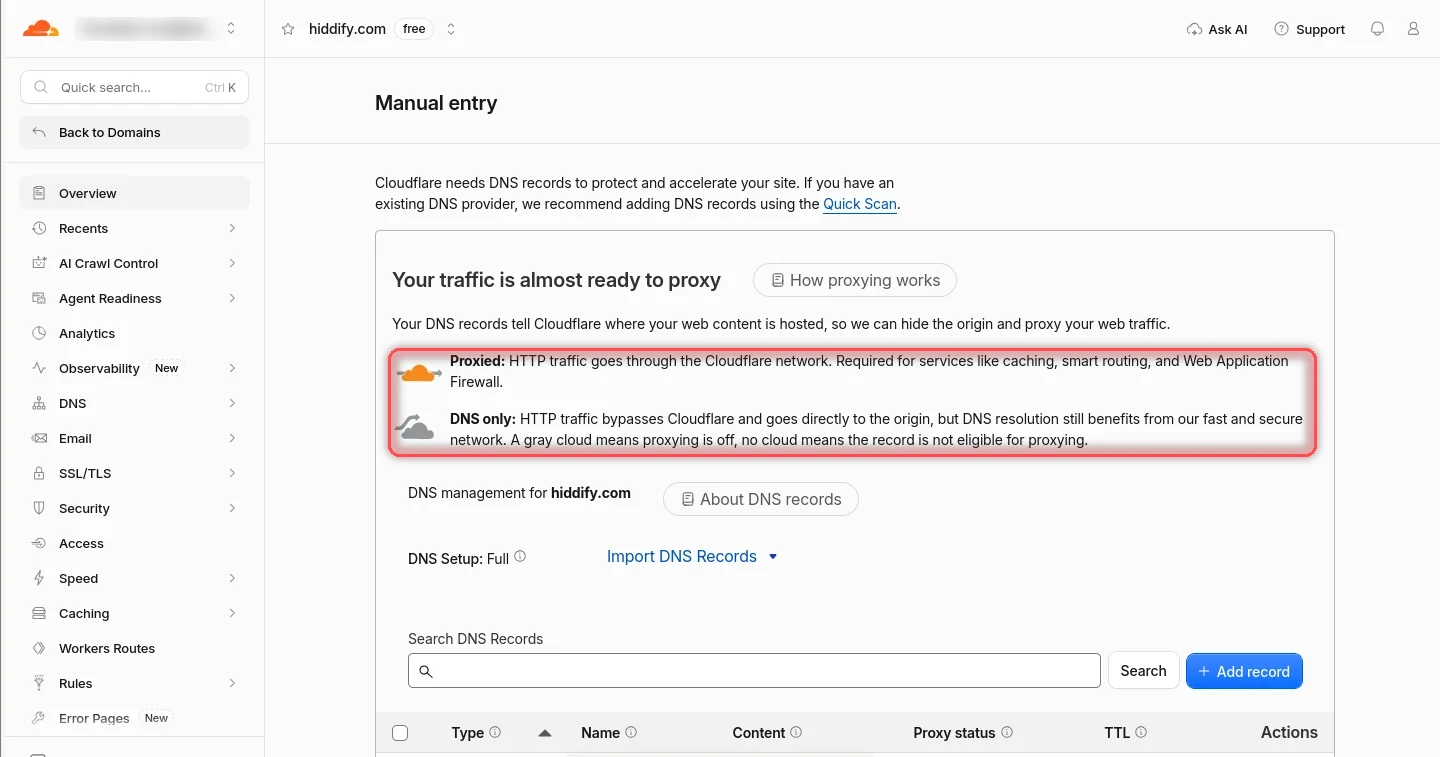 hiddify.com free
Ask AI
Support
Quick search... Ctrl K
Back to Domains
Overview
Recents
AI Crawl Control
Agent Readiness
Analytics
Observability New
DNS
Email
SSL/TLS
Security
Access
Speed
Caching
Workers Routes
Rules
Error Pages New
Manual entry
Cloudflare needs DNS records to protect and accelerate your site. If you have an
existing DNS provider, we recommend adding DNS records using the Quick Scan.
Your traffic is almost ready to proxy
How proxying works
Your DNS records tell Cloudflare where your web content is hosted, so we can hide the origin and proxy your web traffic.
Proxied: HTTP traffic goes through the Cloudflare network. Required for services like caching, smart routing, and Web Application
Firewall.
DNS only: HTTP traffic bypasses Cloudflare and goes directly to the origin, but DNS resolution still benefits from our fast and secure
network. A gray cloud means proxying is off, no cloud means the record is not eligible for proxying.
DNS management for hiddify.com
About DNS records
DNS Setup: Full
Import DNS Records
Search DNS Records
Search
+ Add record
Type Name Content Proxy status TTL Actions